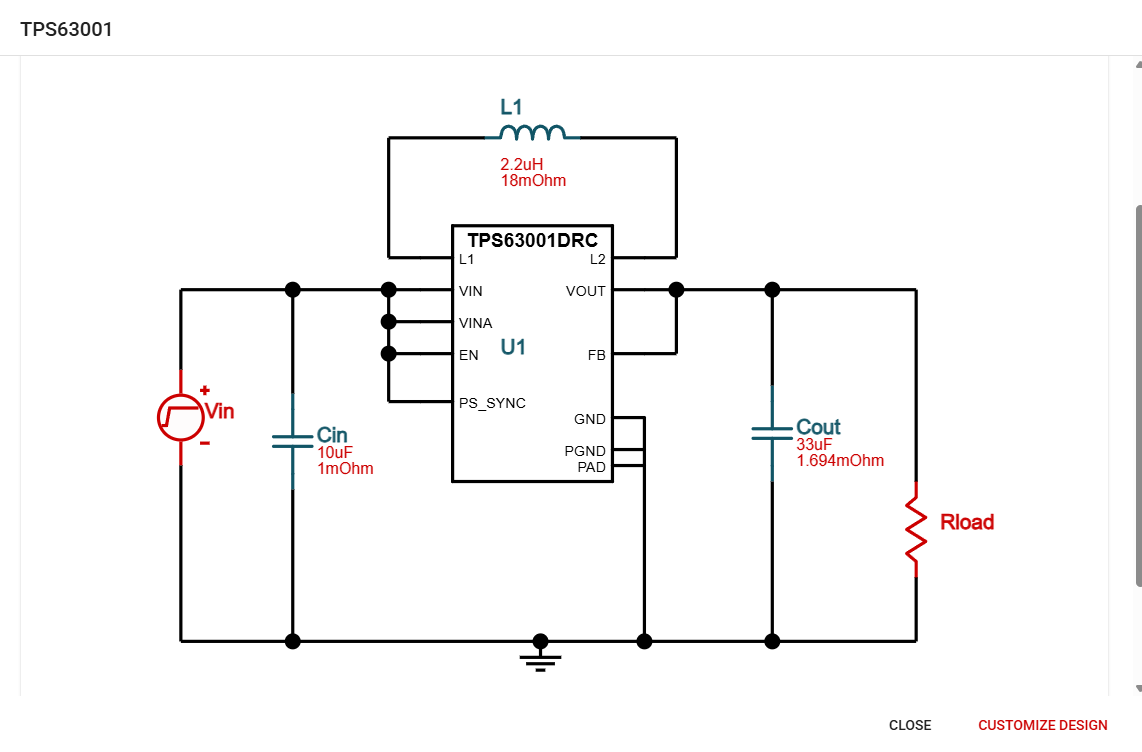 TPS63001
L1
2.2uH
18mOhm
TPS63001DRC
L1
L2
VIN
VOUT
VINA
U1
EN
FB
PS_SYNC
GND
PGND
PAD
+
Vin
-
Cin
10uF
1mOhm
Cout
33uF
1.694mOhm
Rload
CLOSE
CUSTOMIZE DESIGN